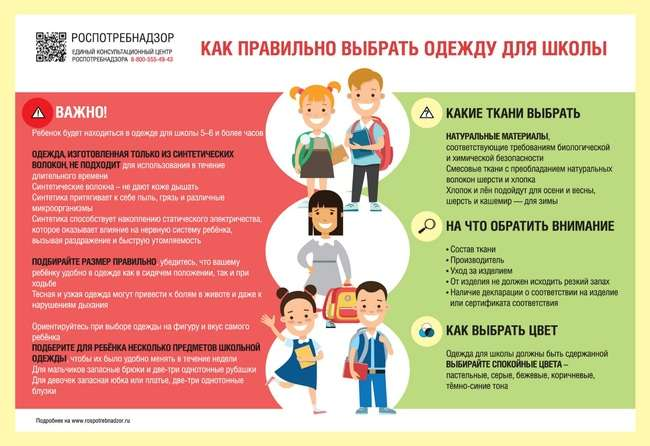 РОСПОТРЕБНАДЗОР
ЕДИНЫЙ КОНСУЛЬТАЦИОННЫЙ ЦЕНТР
РОСПОТРЕБНАДЗОРА 8-800-555-49-43
КАК ПРАВИЛЬНО ВЫБРАТЬ ОДЕЖДУ ДЛЯ ШКОЛЫ
ВАЖНО!
Ребенок будет находиться в одежде для школы 5–6 и более часов
ОДЕЖДА, ИЗГОТОВЛЕННАЯ ТОЛЬКО ИЗ СИНТЕТИЧЕСКИХ
ВОЛОКОН, НЕ ПОДХОДИТ для использования в течение
длительного времени
Синтетические волокна – не дают коже дышать
Синтетика притягивает к себе пыль, грязь и различные
микроорганизмы
Синтетика способствует накоплению статического электричества,
которое оказывает влияние на нервную систему ребёнка,
вызывая раздражение и быструю утомляемость
ПОДБИРАЙТЕ РАЗМЕР ПРАВИЛЬНО убедитесь, что вашему
ребёнку удобно в одежде как в сидячем положении, так и при
ходьбе
Тесная и узкая одежда могут привести к болям в животе и даже к
нарушениям дыхания
Ориентируйтесь при выборе одежды на фигуру и вкус самого
ребёнка
ПОДБЕРИТЕ ДЛЯ РЕБЁНКА НЕСКОЛЬКО ПРЕДМЕТОВ ШКОЛЬНОЙ
ОДЕЖДЫ чтобы их было удобно менять в течение недели
Для мальчиков запасные брюки и две-три однотонные рубашки
Для девочек запасная юбка или платье, две-три однотонные
блузки
КАКИЕ ТКАНИ ВЫБРАТЬ
НАТУРАЛЬНЫЕ МАТЕРИАЛЫ,
соответствующие требованиям биологической
и химической безопасности
Смесовые ткани с преобладанием натуральных
волокон шерсти и хлопка
Хлопок и лён подойдут для осени и весны,
шерсть и кашемир — для зимы
НА ЧТО ОБРАТИТЬ ВНИМАНИЕ
• Состав ткани
• Производитель
• Уход за изделием
• От изделия не должен исходить резкий запах
• Наличие декларации о соответствии на изделие
или сертификата соответствия
КАК ВЫБРАТЬ ЦВЕТ
Одежда для школы должны быть сдержанной
ВЫБИРАЙТЕ СПОКОЙНЫЕ ЦВЕТА –
пастельные, серые, бежевые, коричневые,
тёмно-синие тона
Подробнее на www.rospotrebnadzor.ru